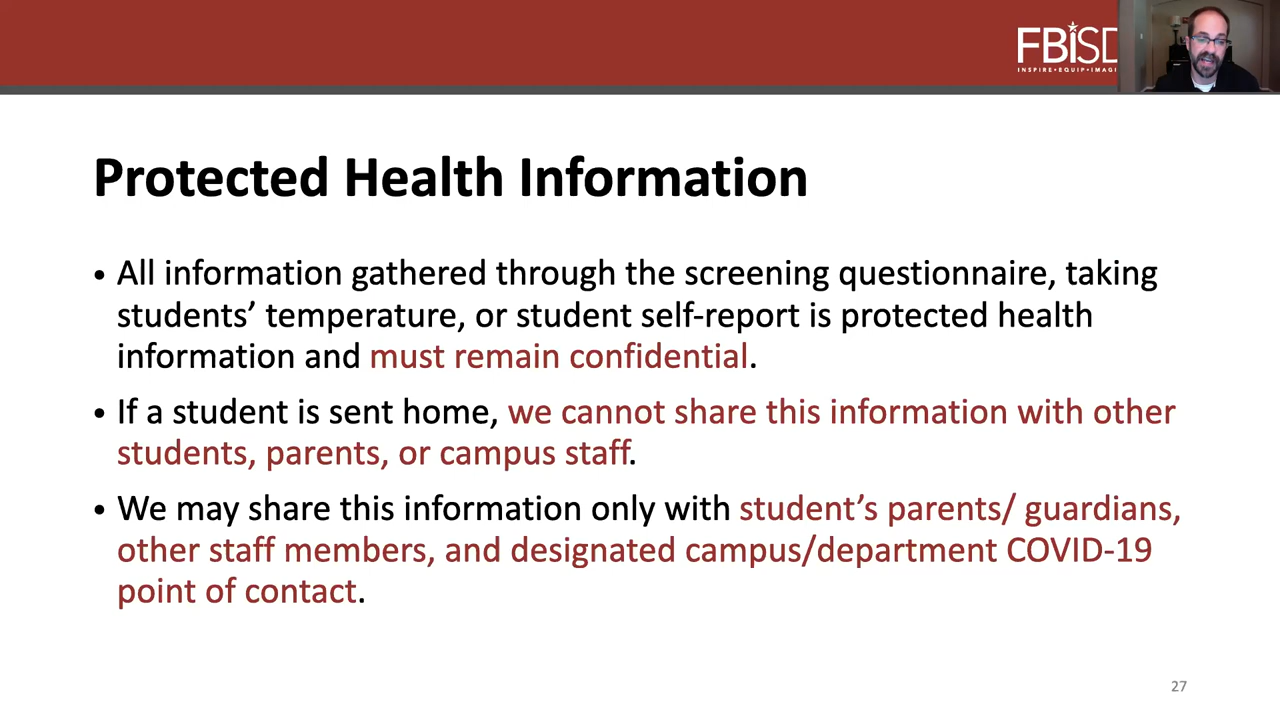 FBISD
INSPIRE•EQUIP•IMAGI
Protected Health Information
• All information gathered through the screening questionnaire, taking
students’ temperature, or student self-report is protected health
information and must remain confidential.
• If a student is sent home, we cannot share this information with other
students, parents, or campus staff.
• We may share this information only with student’s parents/ guardians,
other staff members, and designated campus/department COVID-19
point of contact.
27